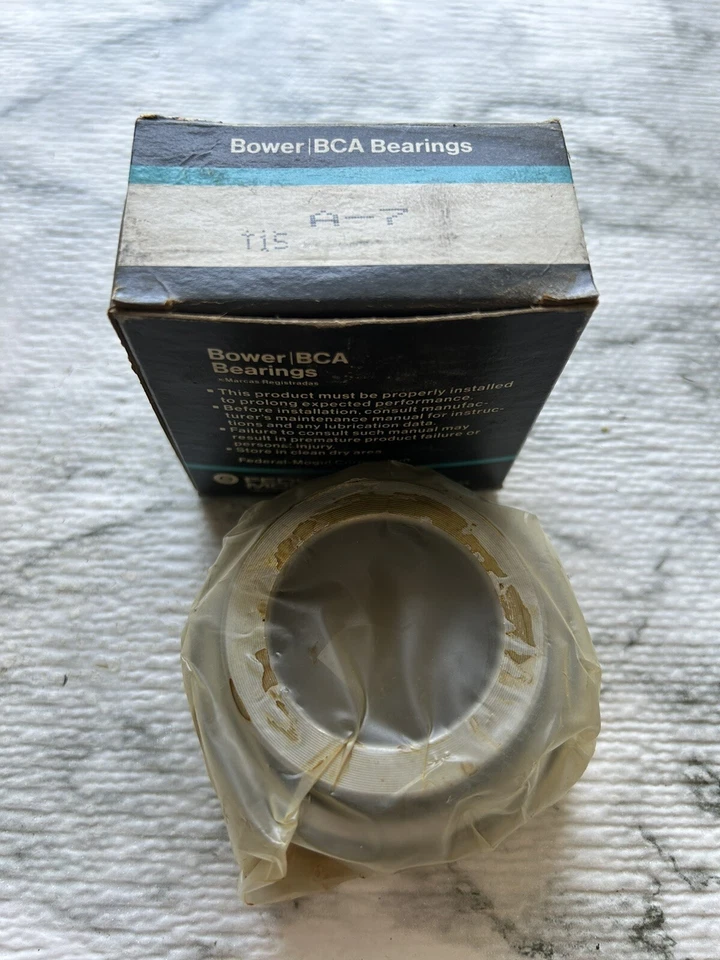 Bower|BCA Bearings
A-7
Bower|BCA
Bearings
Marcas Registradas
• This product must be properly installed
to prolong expected performance.
• Before installation, consult manufac-
turer's maintenance manual for instruc-
tions and any lubrication data.
• Failure to consult such manual may
result in premature product failure or
personal injury.
• Store in clean dry area
Federal-Mogul